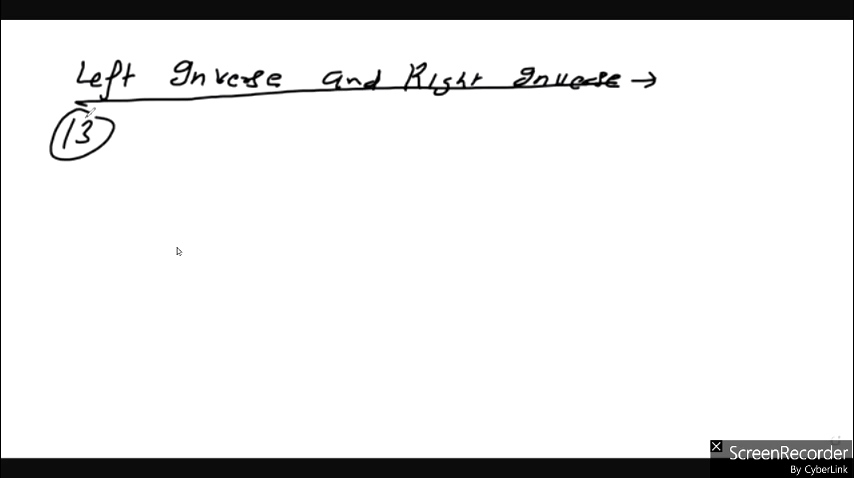 Left Inverse and Right Inverse →
13
ScreenRecorder
By CyberLink